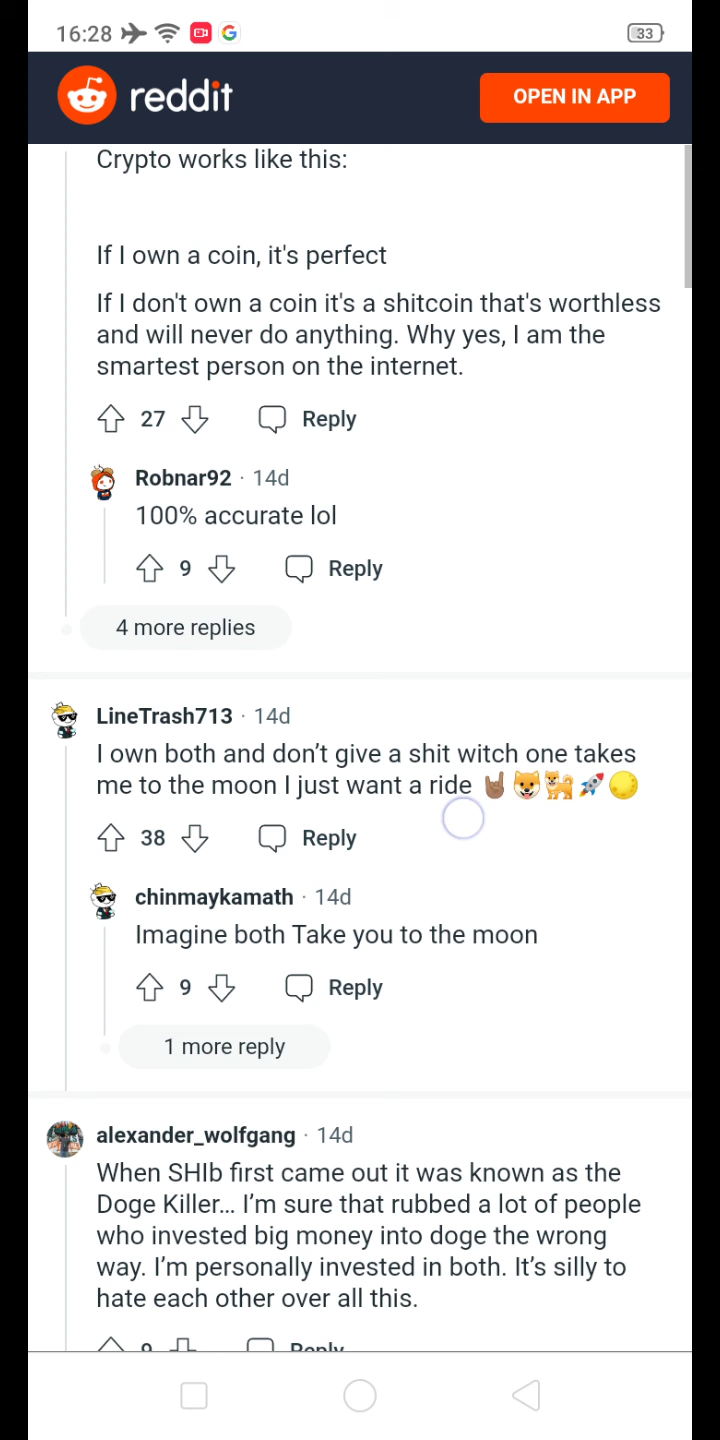 16:28
33
reddit
OPEN IN APP
Crypto works like this:
If I own a coin, it's perfect
If I don't own a coin it's a shitcoin that's worthless
and will never do anything. Why yes, I am the
smartest person on the internet.
27 Reply
Robnar92 · 14d
100% accurate lol
9 Reply
4 more replies
LineTrash713 · 14d
I own both and don’t give a shit witch one takes
me to the moon I just want a ride 🤘🏾🐶🐕🚀🌕
38 Reply
chinmaykamath · 14d
Imagine both Take you to the moon
9 Reply
1 more reply
alexander_wolfgang · 14d
When SHIb first came out it was known as the
Doge Killer… I’m sure that rubbed a lot of people
who invested big money into doge the wrong
way. I’m personally invested in both. It’s silly to
hate each other over all this.
9 Reply